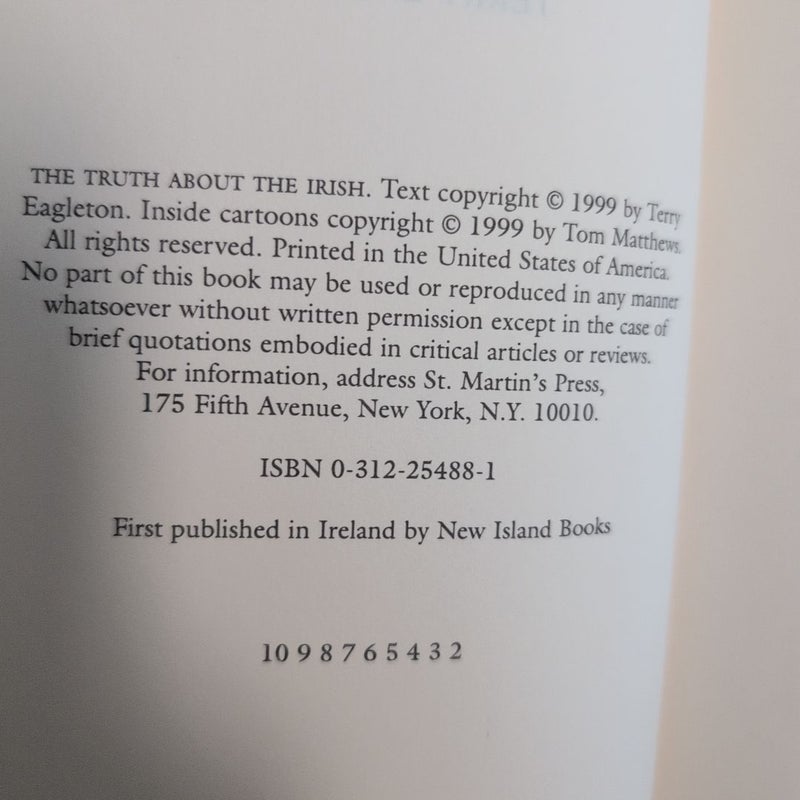 THE TRUTH ABOUT THE IRISH. Text copyright © 1999 by Terry
Eagleton. Inside cartoons copyright © 1999 by Tom Matthews.
All rights reserved. Printed in the United States of America.
No part of this book may be used or reproduced in any manner
whatsoever without written permission except in the case of
brief quotations embodied in critical articles or reviews.
For information, address St. Martin's Press,
175 Fifth Avenue, New York, N.Y. 10010.
ISBN 0-312-25488-1
First published in Ireland by New Island Books
10 9 8 7 6 5 4 3 2